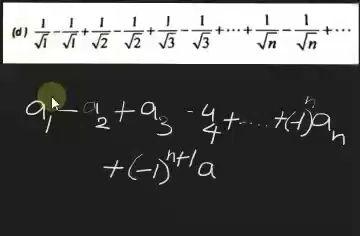 (d) 1/√1 − 1/√1 + 1/√2 − 1/√2 + 1/√3 − 1/√3 + ⋯ + 1/√n − 1/√n + ⋯
a₁ − a₂ + a₃ − 4₄ + ⋯ + (−1)ⁿ aₙ
+ (−1)ⁿ⁺¹ a